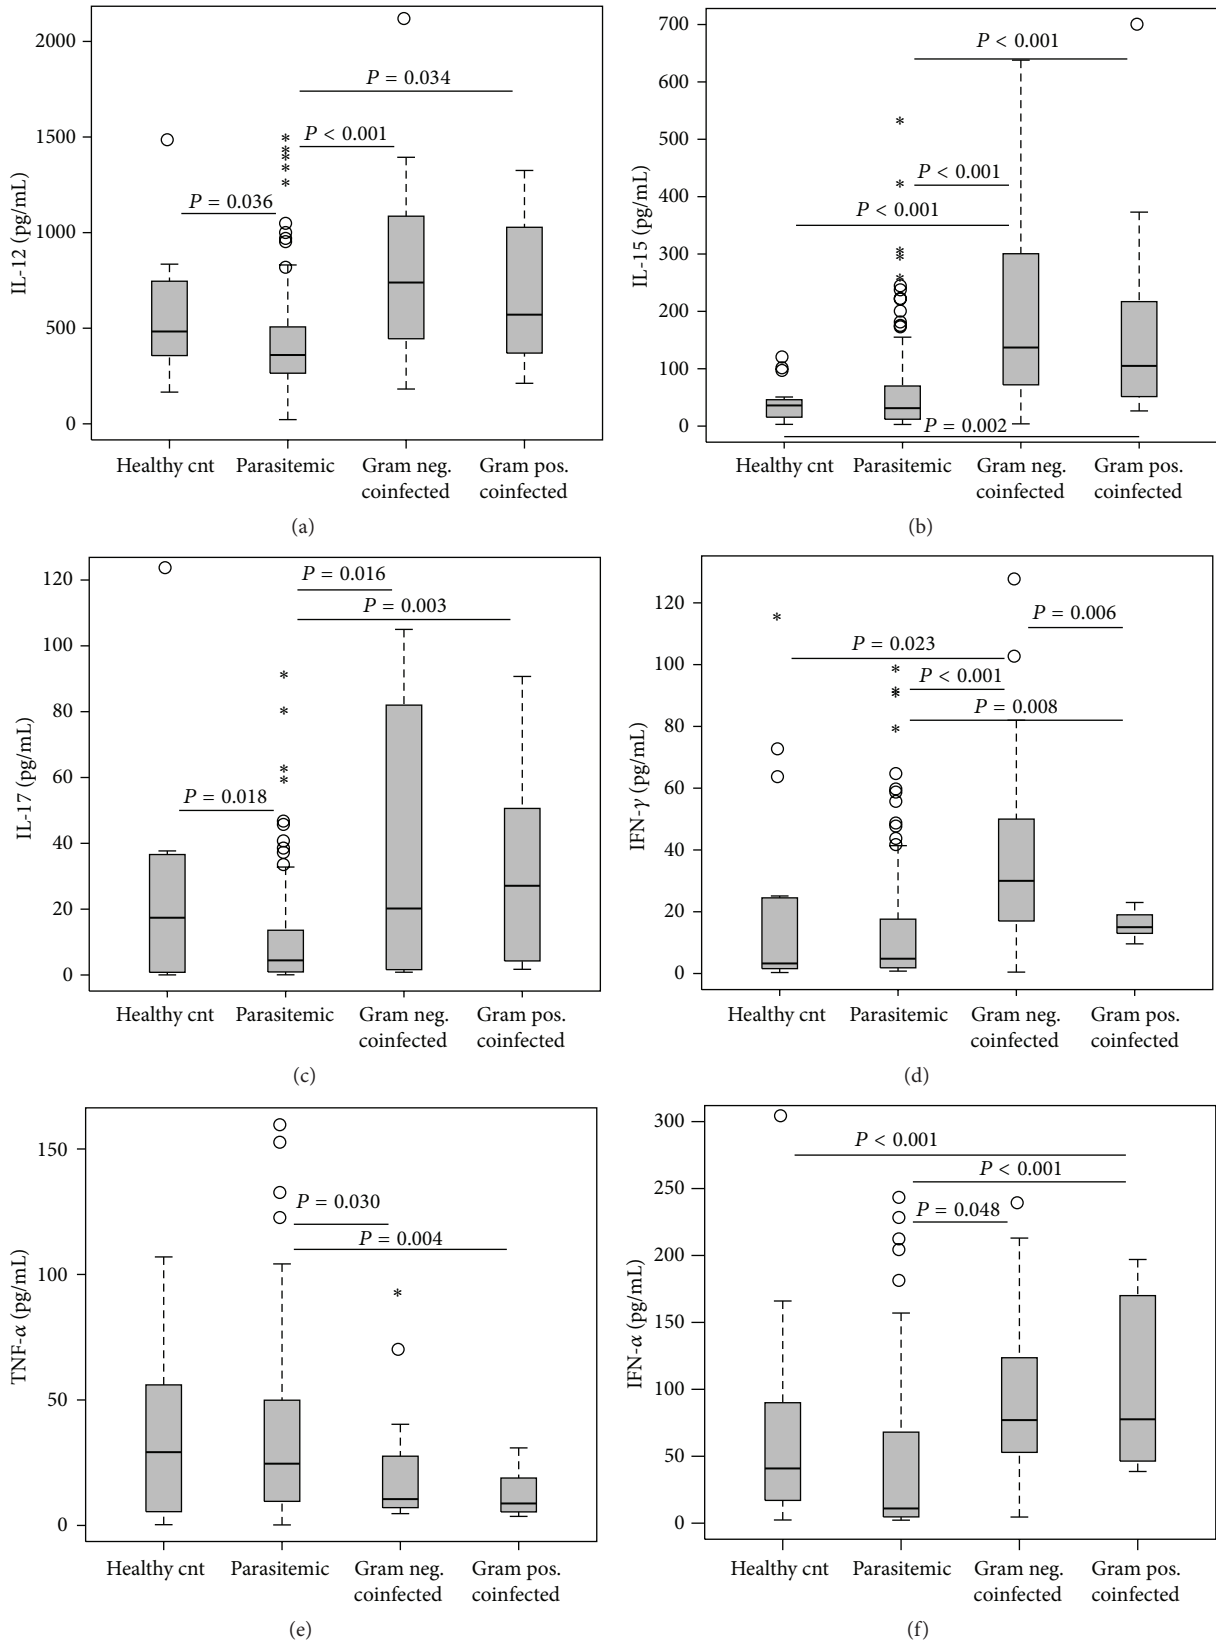 2000
1500
1000
500
0
IL-12 (pg/mL)
P = 0.034
P < 0.001
P = 0.036
Healthy cnt
Parasitemic
Gram neg.
coinfected
Gram pos.
coinfected
(a)
700
600
500
400
300
200
100
0
IL-15 (pg/mL)
P < 0.001
P < 0.001
P < 0.001
P = 0.002
Healthy cnt
Parasitemic
Gram neg.
coinfected
Gram pos.
coinfected
(b)
120
100
80
60
40
20
0
IL-17 (pg/mL)
P = 0.016
P = 0.003
P = 0.018
Healthy cnt
Parasitemic
Gram neg.
coinfected
Gram pos.
coinfected
(c)
120
100
80
60
40
20
0
IFN-γ (pg/mL)
P = 0.006
P = 0.023
P < 0.001
P = 0.008
Healthy cnt
Parasitemic
Gram neg.
coinfected
Gram pos.
coinfected
(d)
150
100
50
0
TNF-α (pg/mL)
P = 0.030
P = 0.004
Healthy cnt
Parasitemic
Gram neg.
coinfected
Gram pos.
coinfected
(e)
300
250
200
150
100
50
0
IFN-α (pg/mL)
P < 0.001
P < 0.001
P = 0.048
Healthy cnt
Parasitemic
Gram neg.
coinfected
Gram pos.
coinfected
(f)